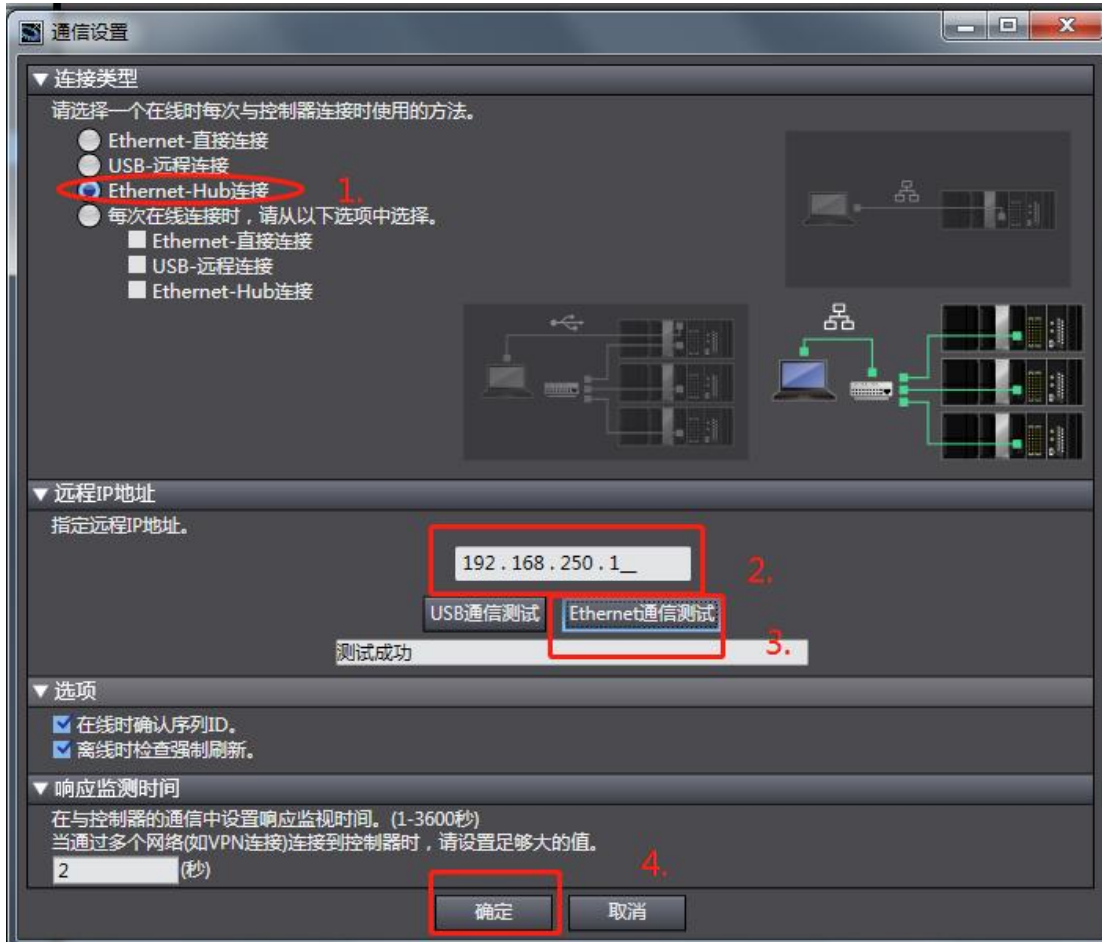 通信设置
▼连接类型
请选择一个在线时每次与控制器连接时使用的方法。
Ethernet-直接连接
USB-远程连接
Ethernet-Hub连接 1.
每次在线连接时，请从以下选项中选择。
Ethernet-直接连接
USB-远程连接
Ethernet-Hub连接
▼远程IP地址
指定远程IP地址。
192.168.250.1_ 2.
USB通信测试 Ethernet通信测试
测试成功 3.
▼选项
在线时确认序列ID。
离线时检查强制刷新。
▼响应监测时间
在与控制器的通信中设置响应监视时间。(1-3600秒)
当通过多个网络(如VPN连接)连接到控制器时，请设置足够大的值。
2 (秒) 4.
确定 取消